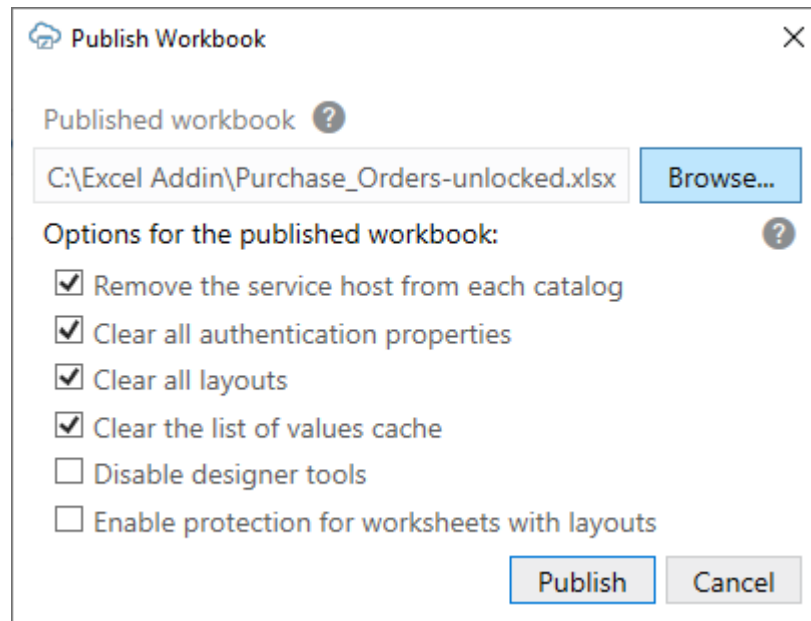 Publish Workbook
Published workbook ?
C:\Excel Addin\Purchase_Orders-unlocked.xlsx Browse...
Options for the published workbook: ?
Remove the service host from each catalog
Clear all authentication properties
Clear all layouts
Clear the list of values cache
Disable designer tools
Enable protection for worksheets with layouts
Publish Cancel